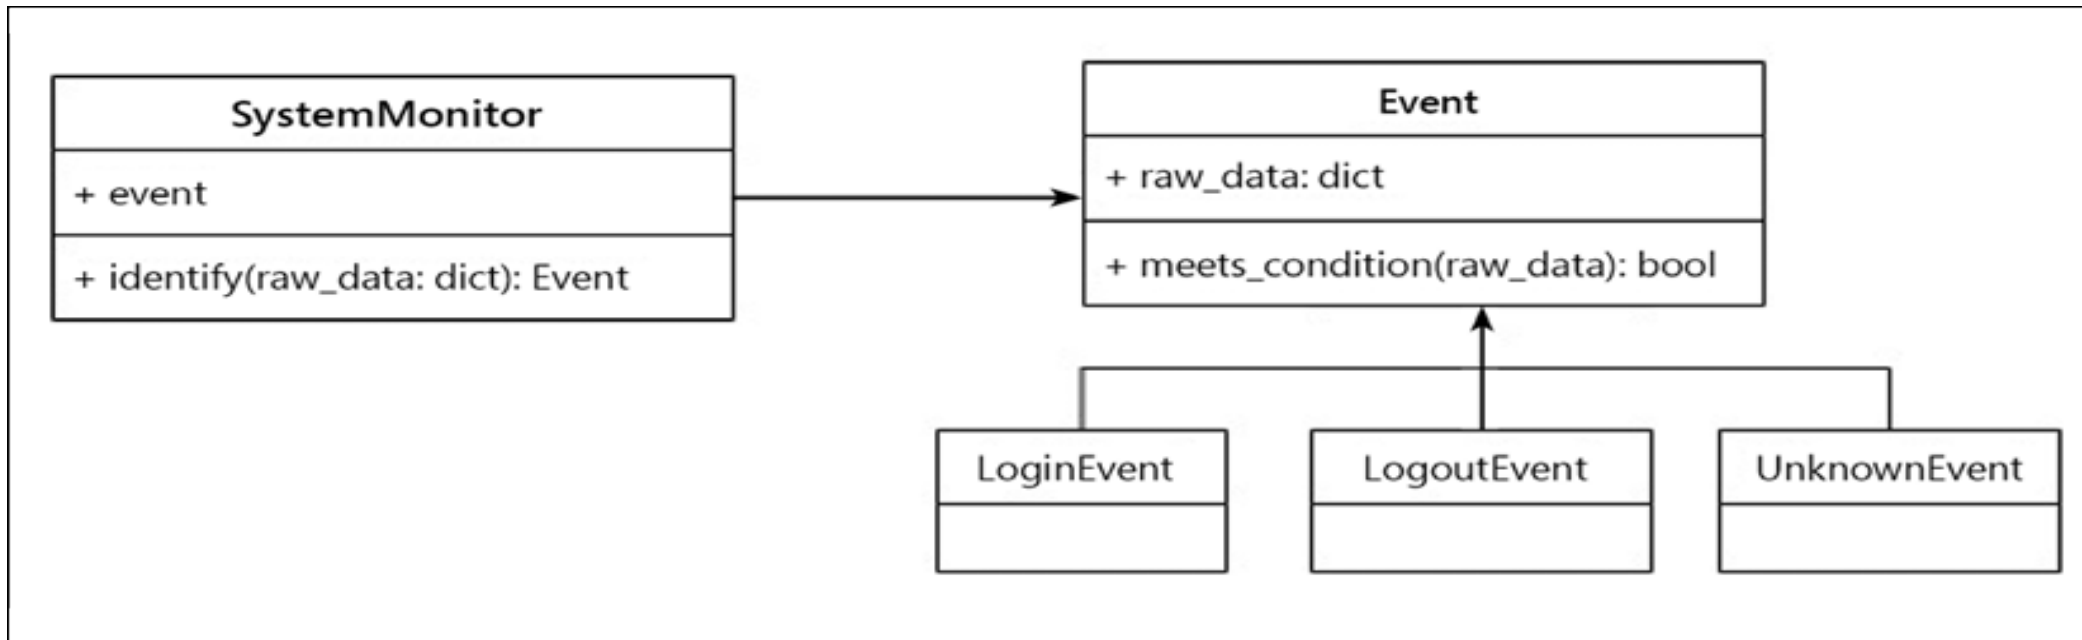 SystemMonitor
+ event
+ identify(raw_data: dict): Event
Event
+ raw_data: dict
+ meets_condition(raw_data): bool
LoginEvent
LogoutEvent
UnknownEvent